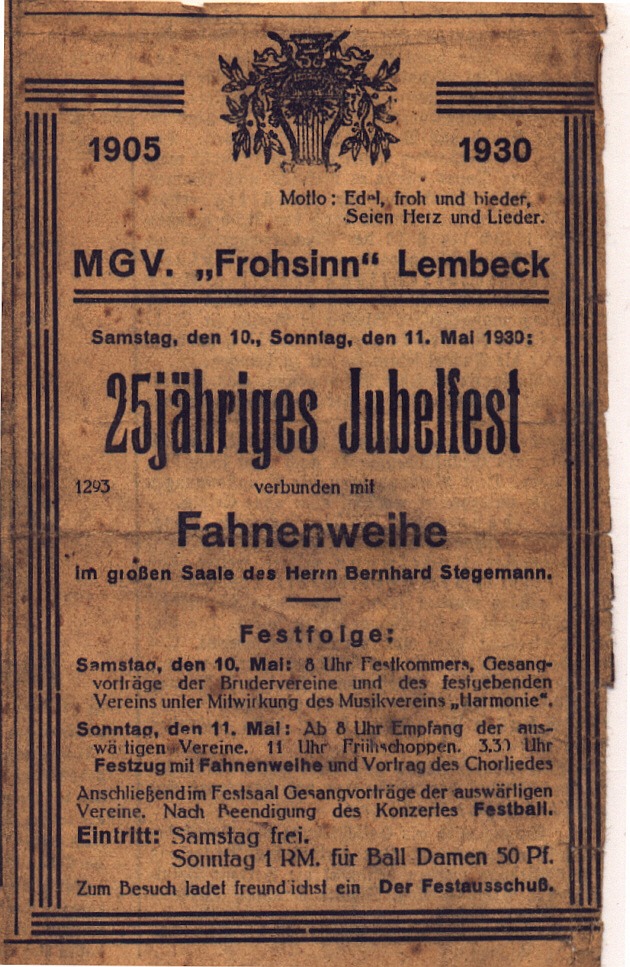 1905 1930
Motto: Edel, froh und bieder,
Seien Herz und Lieder.
MGV. „Frohsinn“ Lembeck
Samstag, den 10., Sonntag, den 11. Mai 1930:
25jähriges Jubelfest
1293 verbunden mit
Fahnenweihe
im großen Saale des Herrn Bernhard Stegemann.
Festfolge:
Samstag, den 10. Mai: 8 Uhr Festkommers, Gesang-
vorträge der Brudervereine und des festgebenden
Vereins unter Mitwirkung des Musikvereins „Harmonie“.
Sonntag, den 11. Mai: Ab 8 Uhr Empfang der aus-
wärtigen Vereine. 11 Uhr Frühschoppen. 3.30 Uhr
Festzug mit Fahnenweihe und Vortrag des Chorliedes
Anschließend im Festsaal Gesangvorträge der auswärtigen
Vereine. Nach Beendigung des Konzertes Festball.
Eintritt: Samstag frei.
Sonntag 1 RM. für Ball Damen 50 Pf.
Zum Besuch ladet freundlichst ein Der Festausschuß.